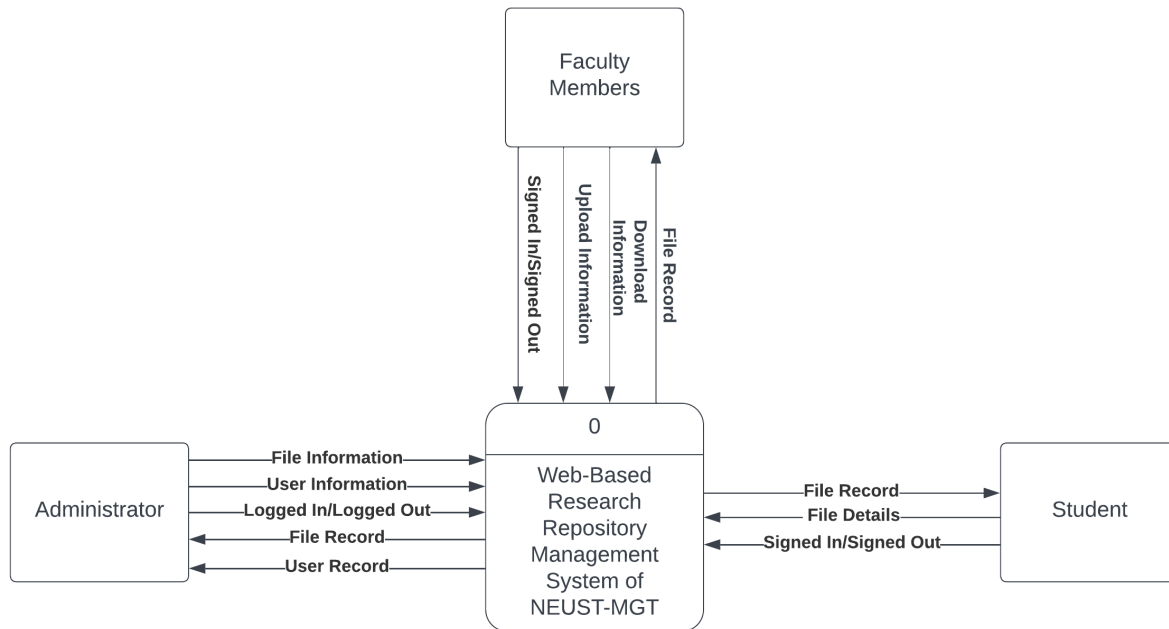 Faculty
Members
Signed In/Signed Out
Upload Information
Download
Information
File Record
0
Web-Based
Research
Repository
Management
System of
NEUST-MGT
Administrator
File Information
User Information
Logged In/Logged Out
File Record
User Record
File Record
File Details
Signed In/Signed Out
Student